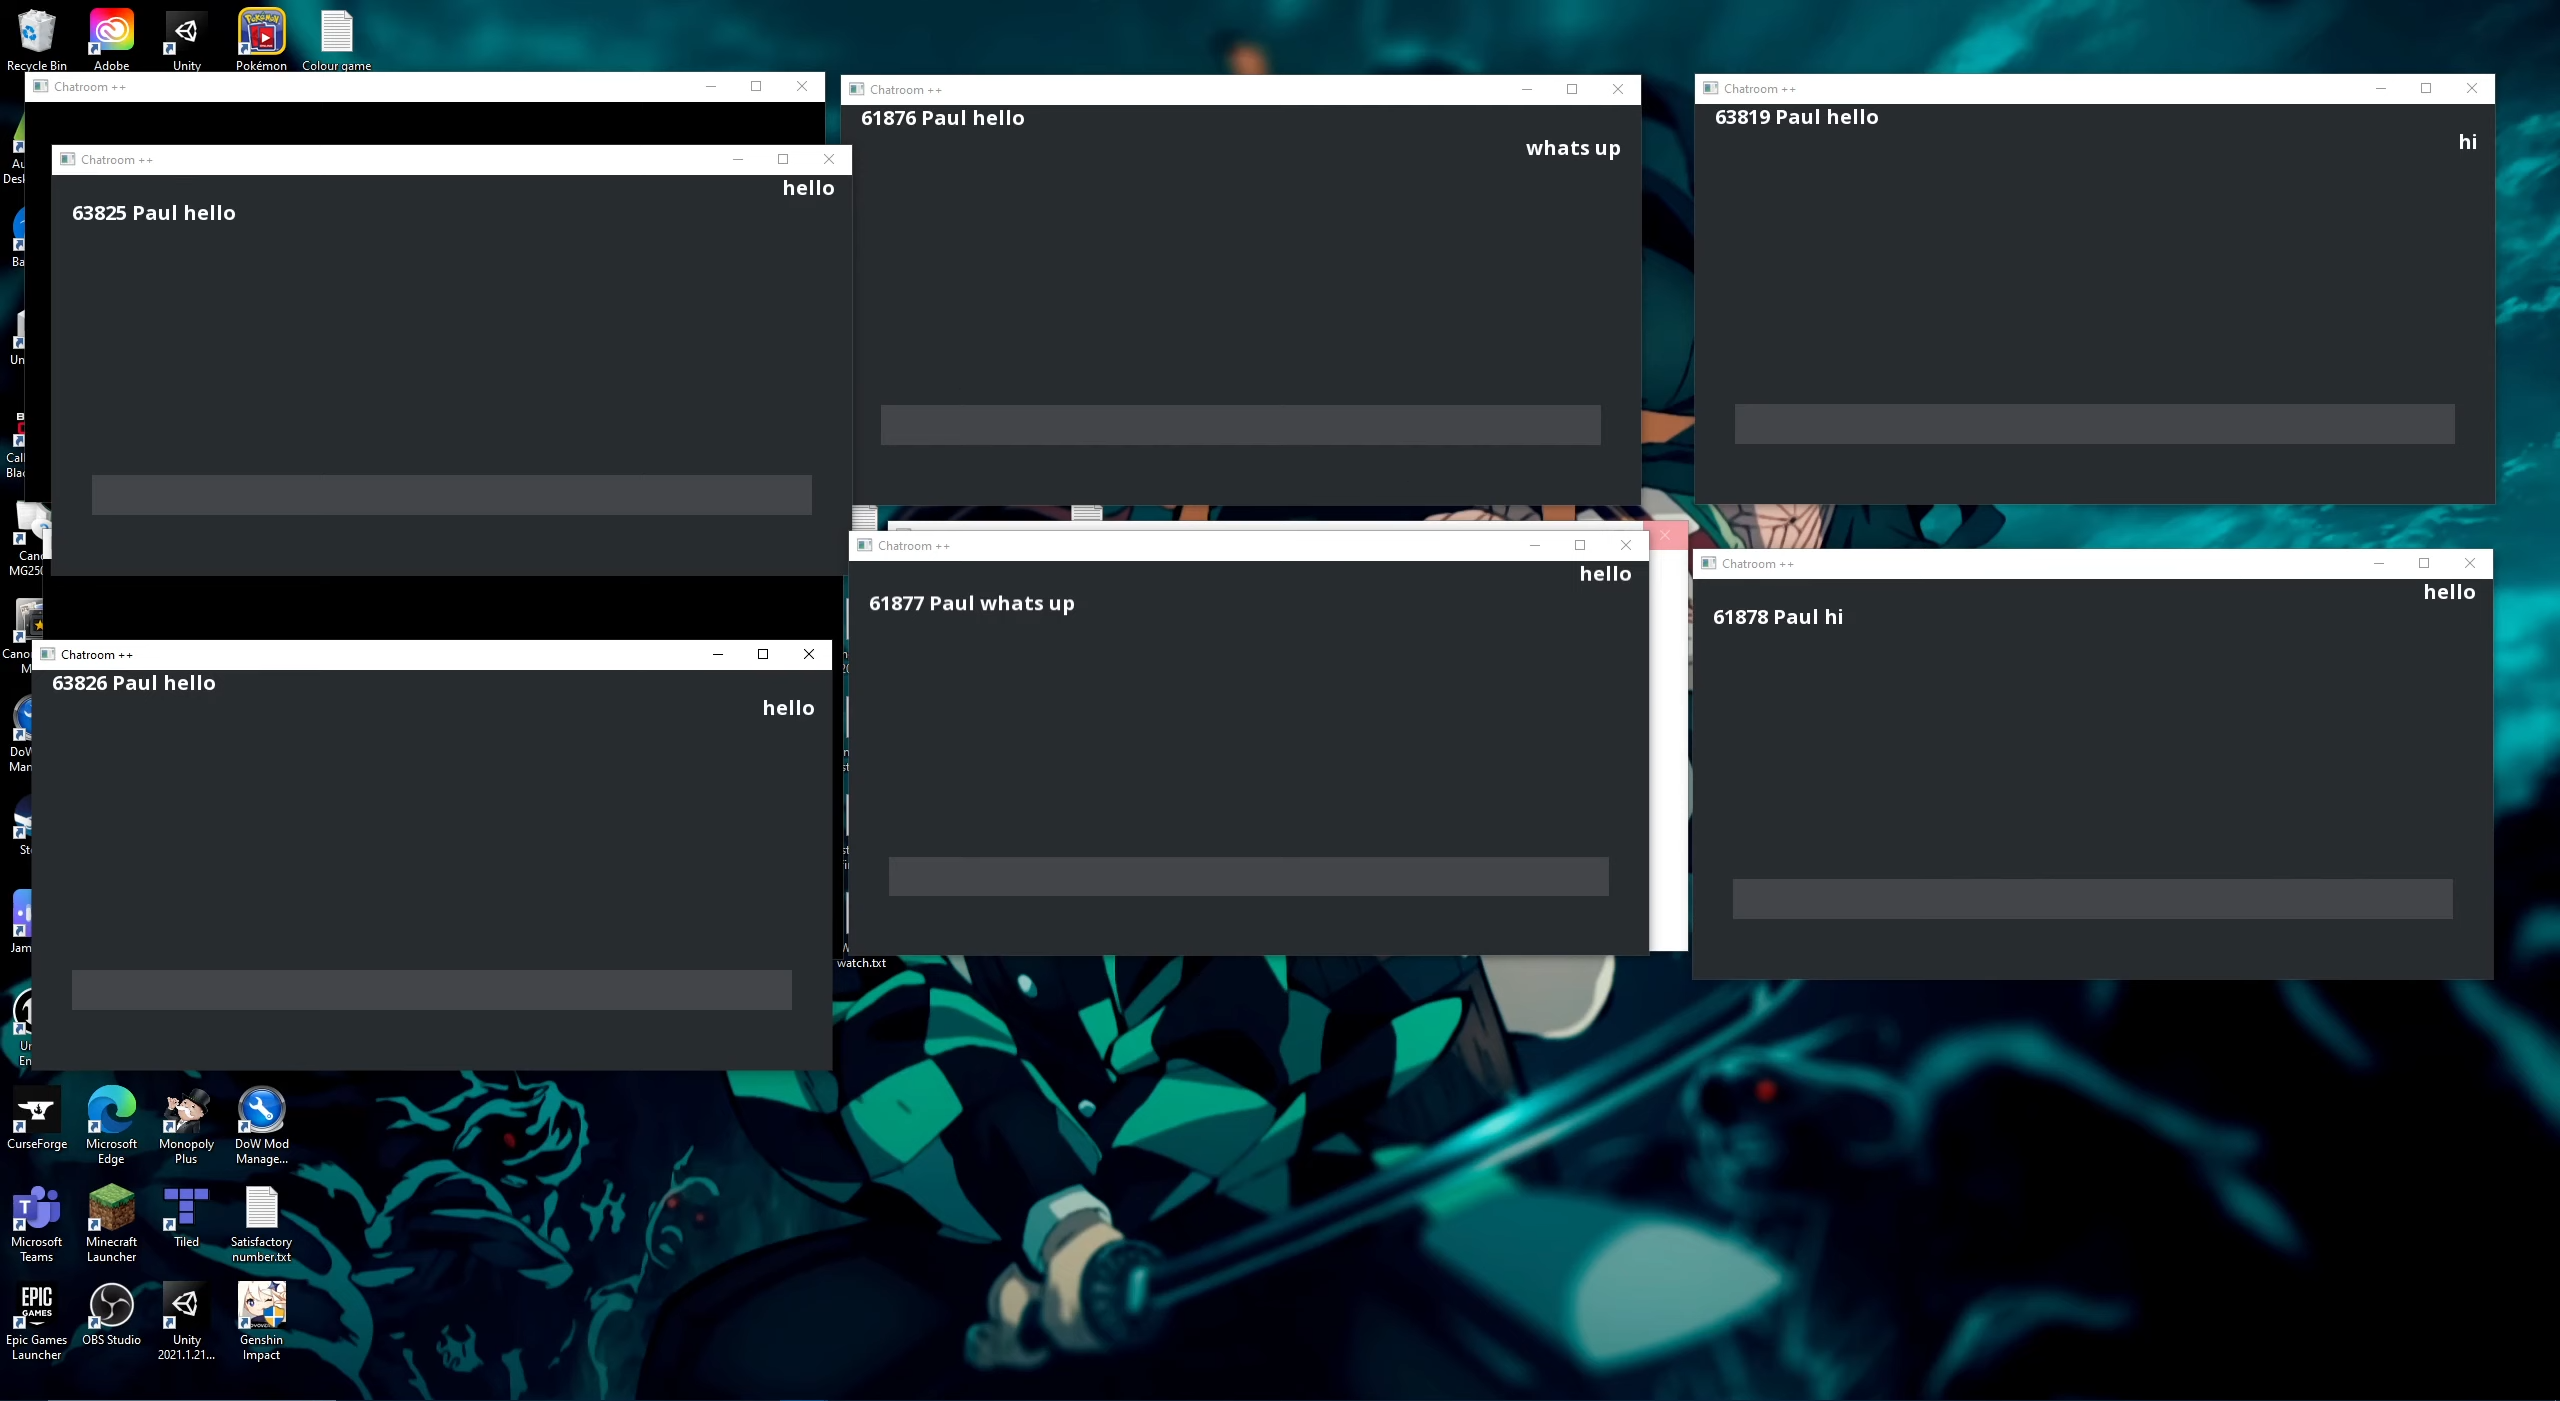 Recycle Bin
Adobe
Unity
Pokémon
Colour game
Chatroom ++
Chatroom ++
hello
63825 Paul hello
Chatroom ++
61876 Paul hello
whats up
Chatroom ++
63819 Paul hello
hi
Chatroom ++
63826 Paul hello
hello
Chatroom ++
hello
61877 Paul whats up
Chatroom ++
hello
61878 Paul hi
watch.txt
CurseForge
Microsoft
Edge
Monopoly
Plus
DoW Mod
Manage...
Microsoft
Teams
Minecraft
Launcher
Tiled
Satisfactory
number.txt
EPIC
GAMES
Epic Games
Launcher
OBS Studio
Unity
2021.1.21...
Genshin
Impact